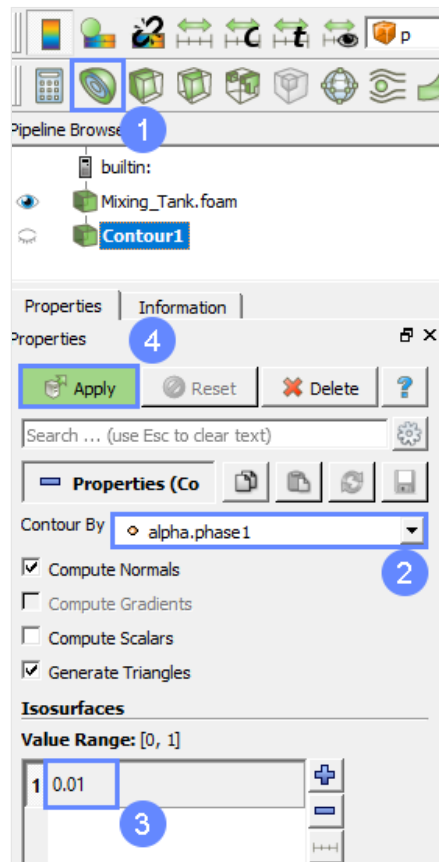 p
Pipeline Browse
1
builtin:
Mixing_Tank.foam
Contour1
Properties
Information
Properties
4
Apply
Reset
Delete
?
Search ... (use Esc to clear text)
Properties (Co
Contour By
alpha.phase1
2
Compute Normals
Compute Gradients
Compute Scalars
Generate Triangles
Isosurfaces
Value Range: [0, 1]
1 0.01
3